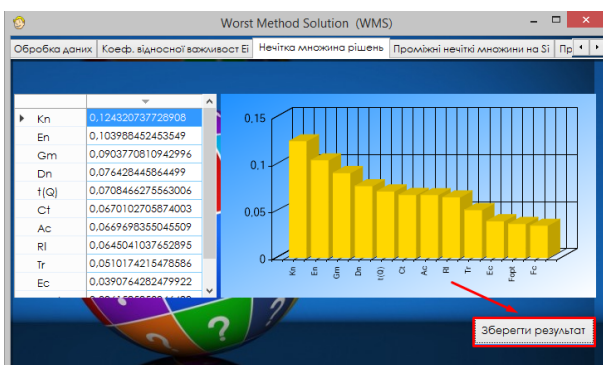 Worst Method Solution (WMS)
Обробка даних Коеф. відносної важливост Ei Нечітка множина рішень Проміжні нечіткі множини на Si Пр
Kn 0,124320737728908
En 0,103988452453549
Gm 0,0903770810942996
Dn 0,076428445864499
t(Q) 0,0708466275563006
Ct 0,0670102705874003
Ac 0,0669698355045509
Rl 0,0645041037652895
Tr 0,0510174215478586
Ec 0,0390764282479922
0.15
0.1
0.05
0
Kn En Gm Dn t(Q) Ct Ac Rl Tr Ec Fopt Fc
Зберегти результат